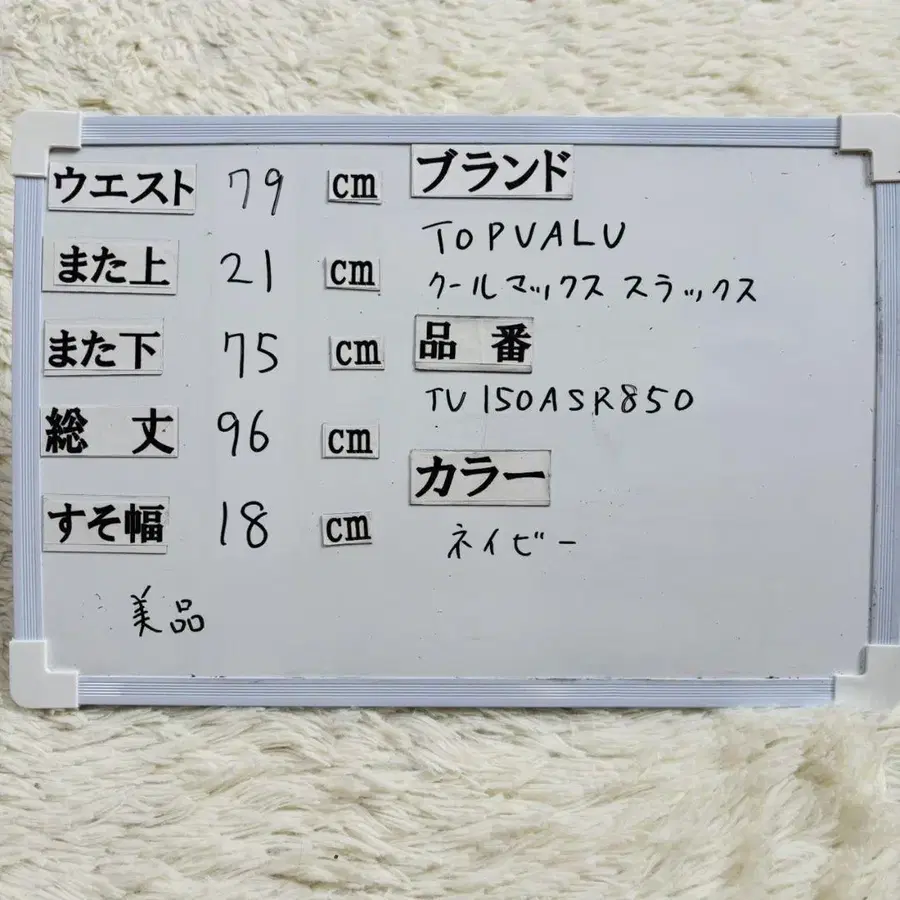 ウエスト 79 cm
また上 21 cm
また下 75 cm
総丈 96 cm
すそ幅 18 cm
美品
ブランド
TOPVALU
クールマックス スラックス
品番
TV150ASR850
カラー
ネイビー